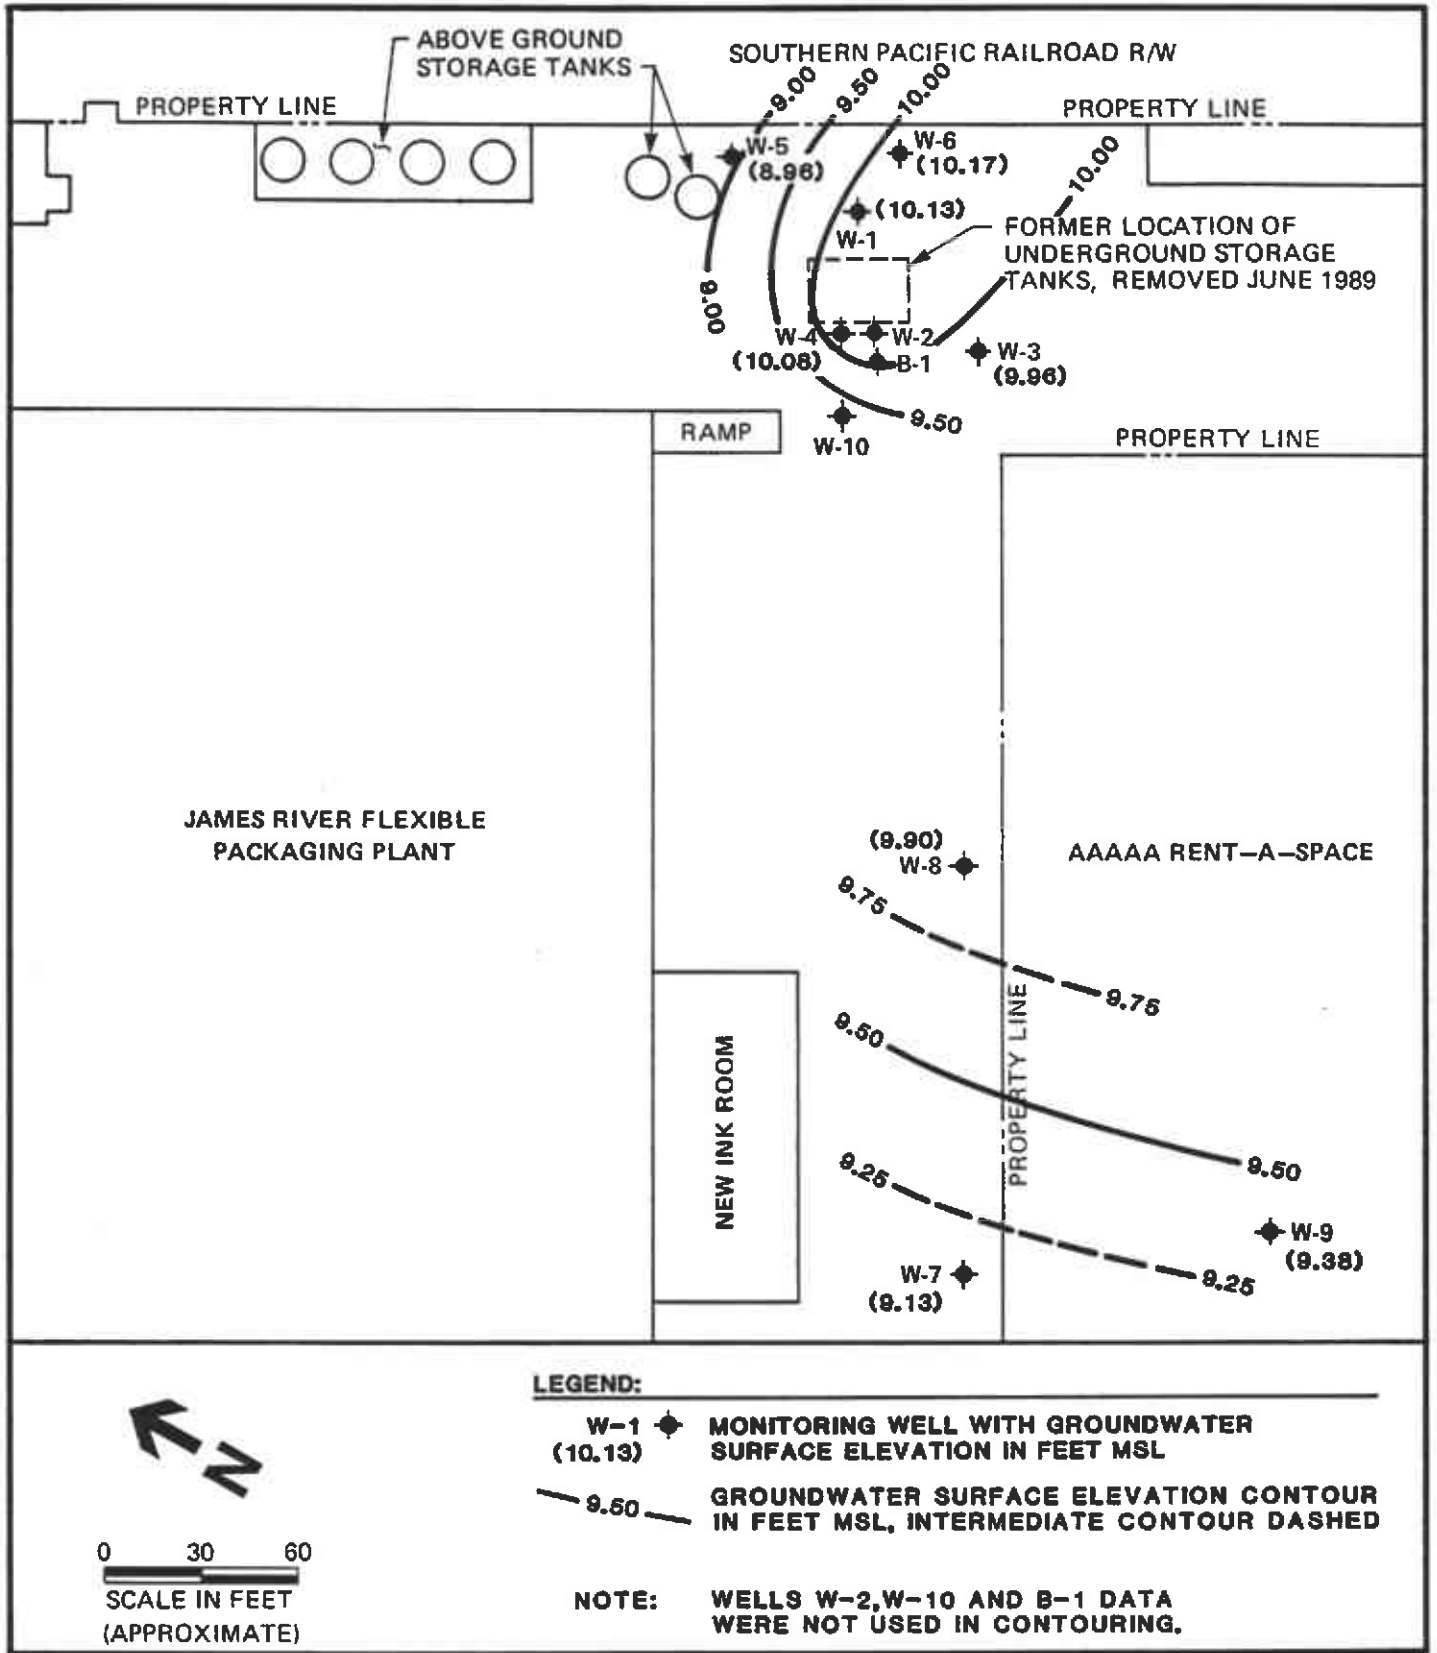 ABOVE GROUND
STORAGE TANKS
SOUTHERN PACIFIC RAILROAD R/W
PROPERTY LINE
9.00
9.50
10.00
PROPERTY LINE
W-5
(8.96)
W-6
(10.17)
10.00
(10.13)
W-1
FORMER LOCATION OF
UNDERGROUND STORAGE
TANKS, REMOVED JUNE 1989
9.00
W-4
(10.08)
W-2
B-1
W-3
(9.96)
9.50
W-10
RAMP
PROPERTY LINE
JAMES RIVER FLEXIBLE
PACKAGING PLANT
(9.90)
W-8
AAAAA RENT-A-SPACE
9.75
9.75
9.50
PROPERTY LINE
NEW INK ROOM
9.50
9.25
W-9
(9.38)
W-7
(9.13)
9.25
N
LEGEND:
W-1
(10.13)
MONITORING WELL WITH GROUNDWATER
SURFACE ELEVATION IN FEET MSL
9.50
GROUNDWATER SURFACE ELEVATION CONTOUR
IN FEET MSL, INTERMEDIATE CONTOUR DASHED
0 30 60
SCALE IN FEET
(APPROXIMATE)
NOTE: WELLS W-2,W-10 AND B-1 DATA
WERE NOT USED IN CONTOURING.